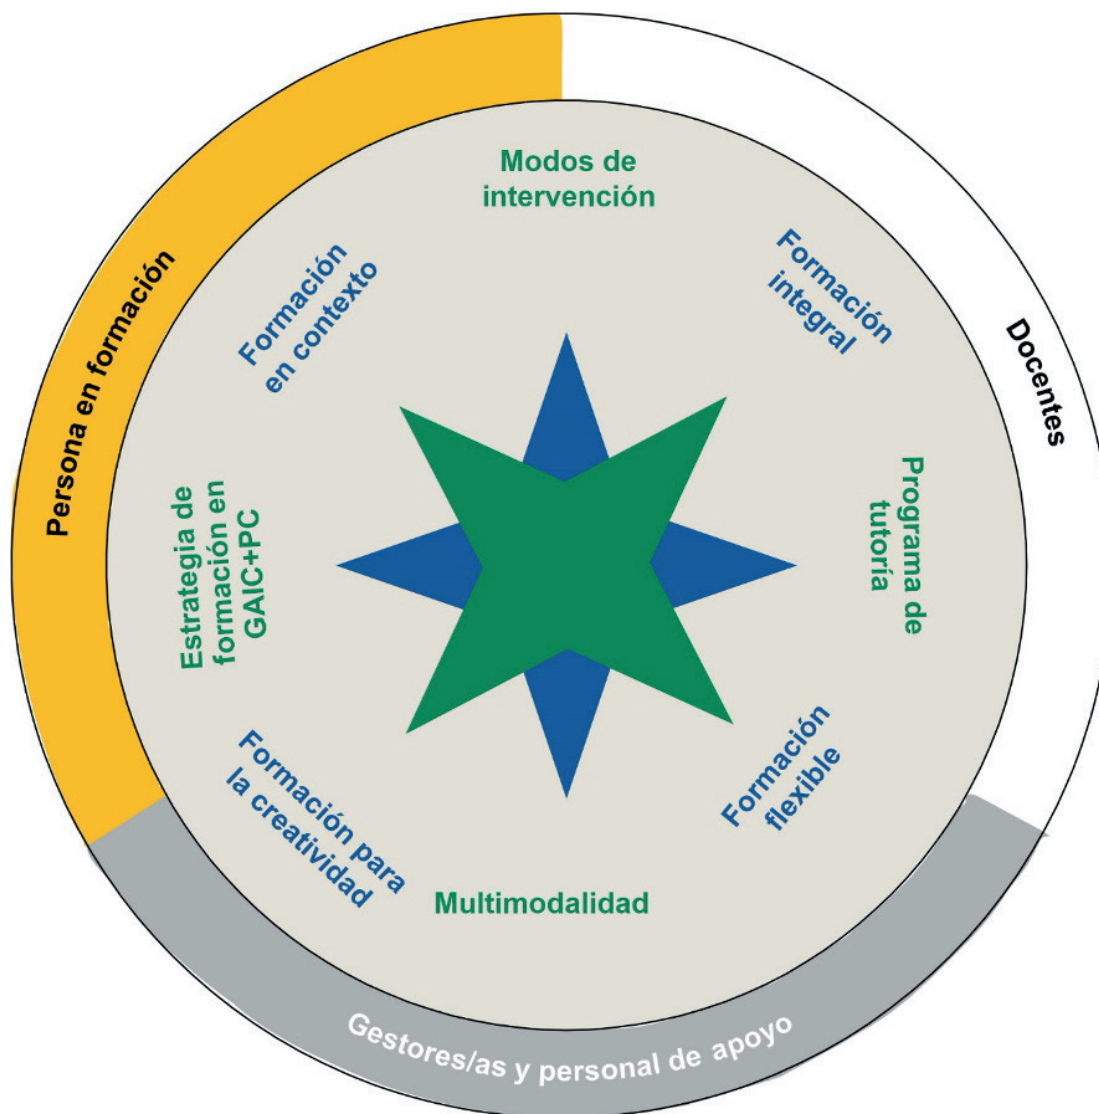 Modos de
intervención
Formación
integral
Docentes
Programa de
tutoría
Formación
flexible
Multimodalidad
Formación para
la creatividad
Estrategia de
formación en
GAIC+PC
Formación
en contexto
Persona en formación
Gestores/as y personal de apoyo